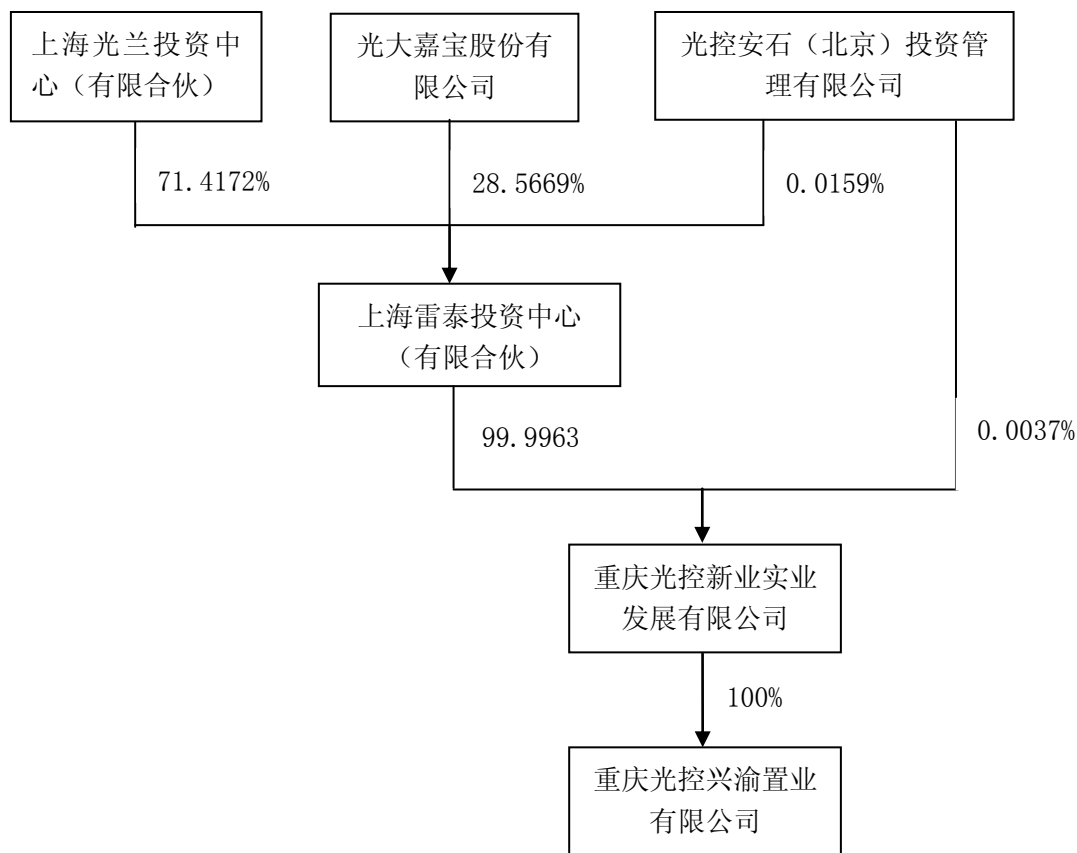 上海光兰投资中
心（有限合伙）
光大嘉宝股份有
限公司
光控安石（北京）投资管
理有限公司
71.4172%
28.5669%
0.0159%
上海雷泰投资中心
（有限合伙）
99.9963
0.0037%
重庆光控新业实业
发展有限公司
100%
重庆光控兴渝置业
有限公司